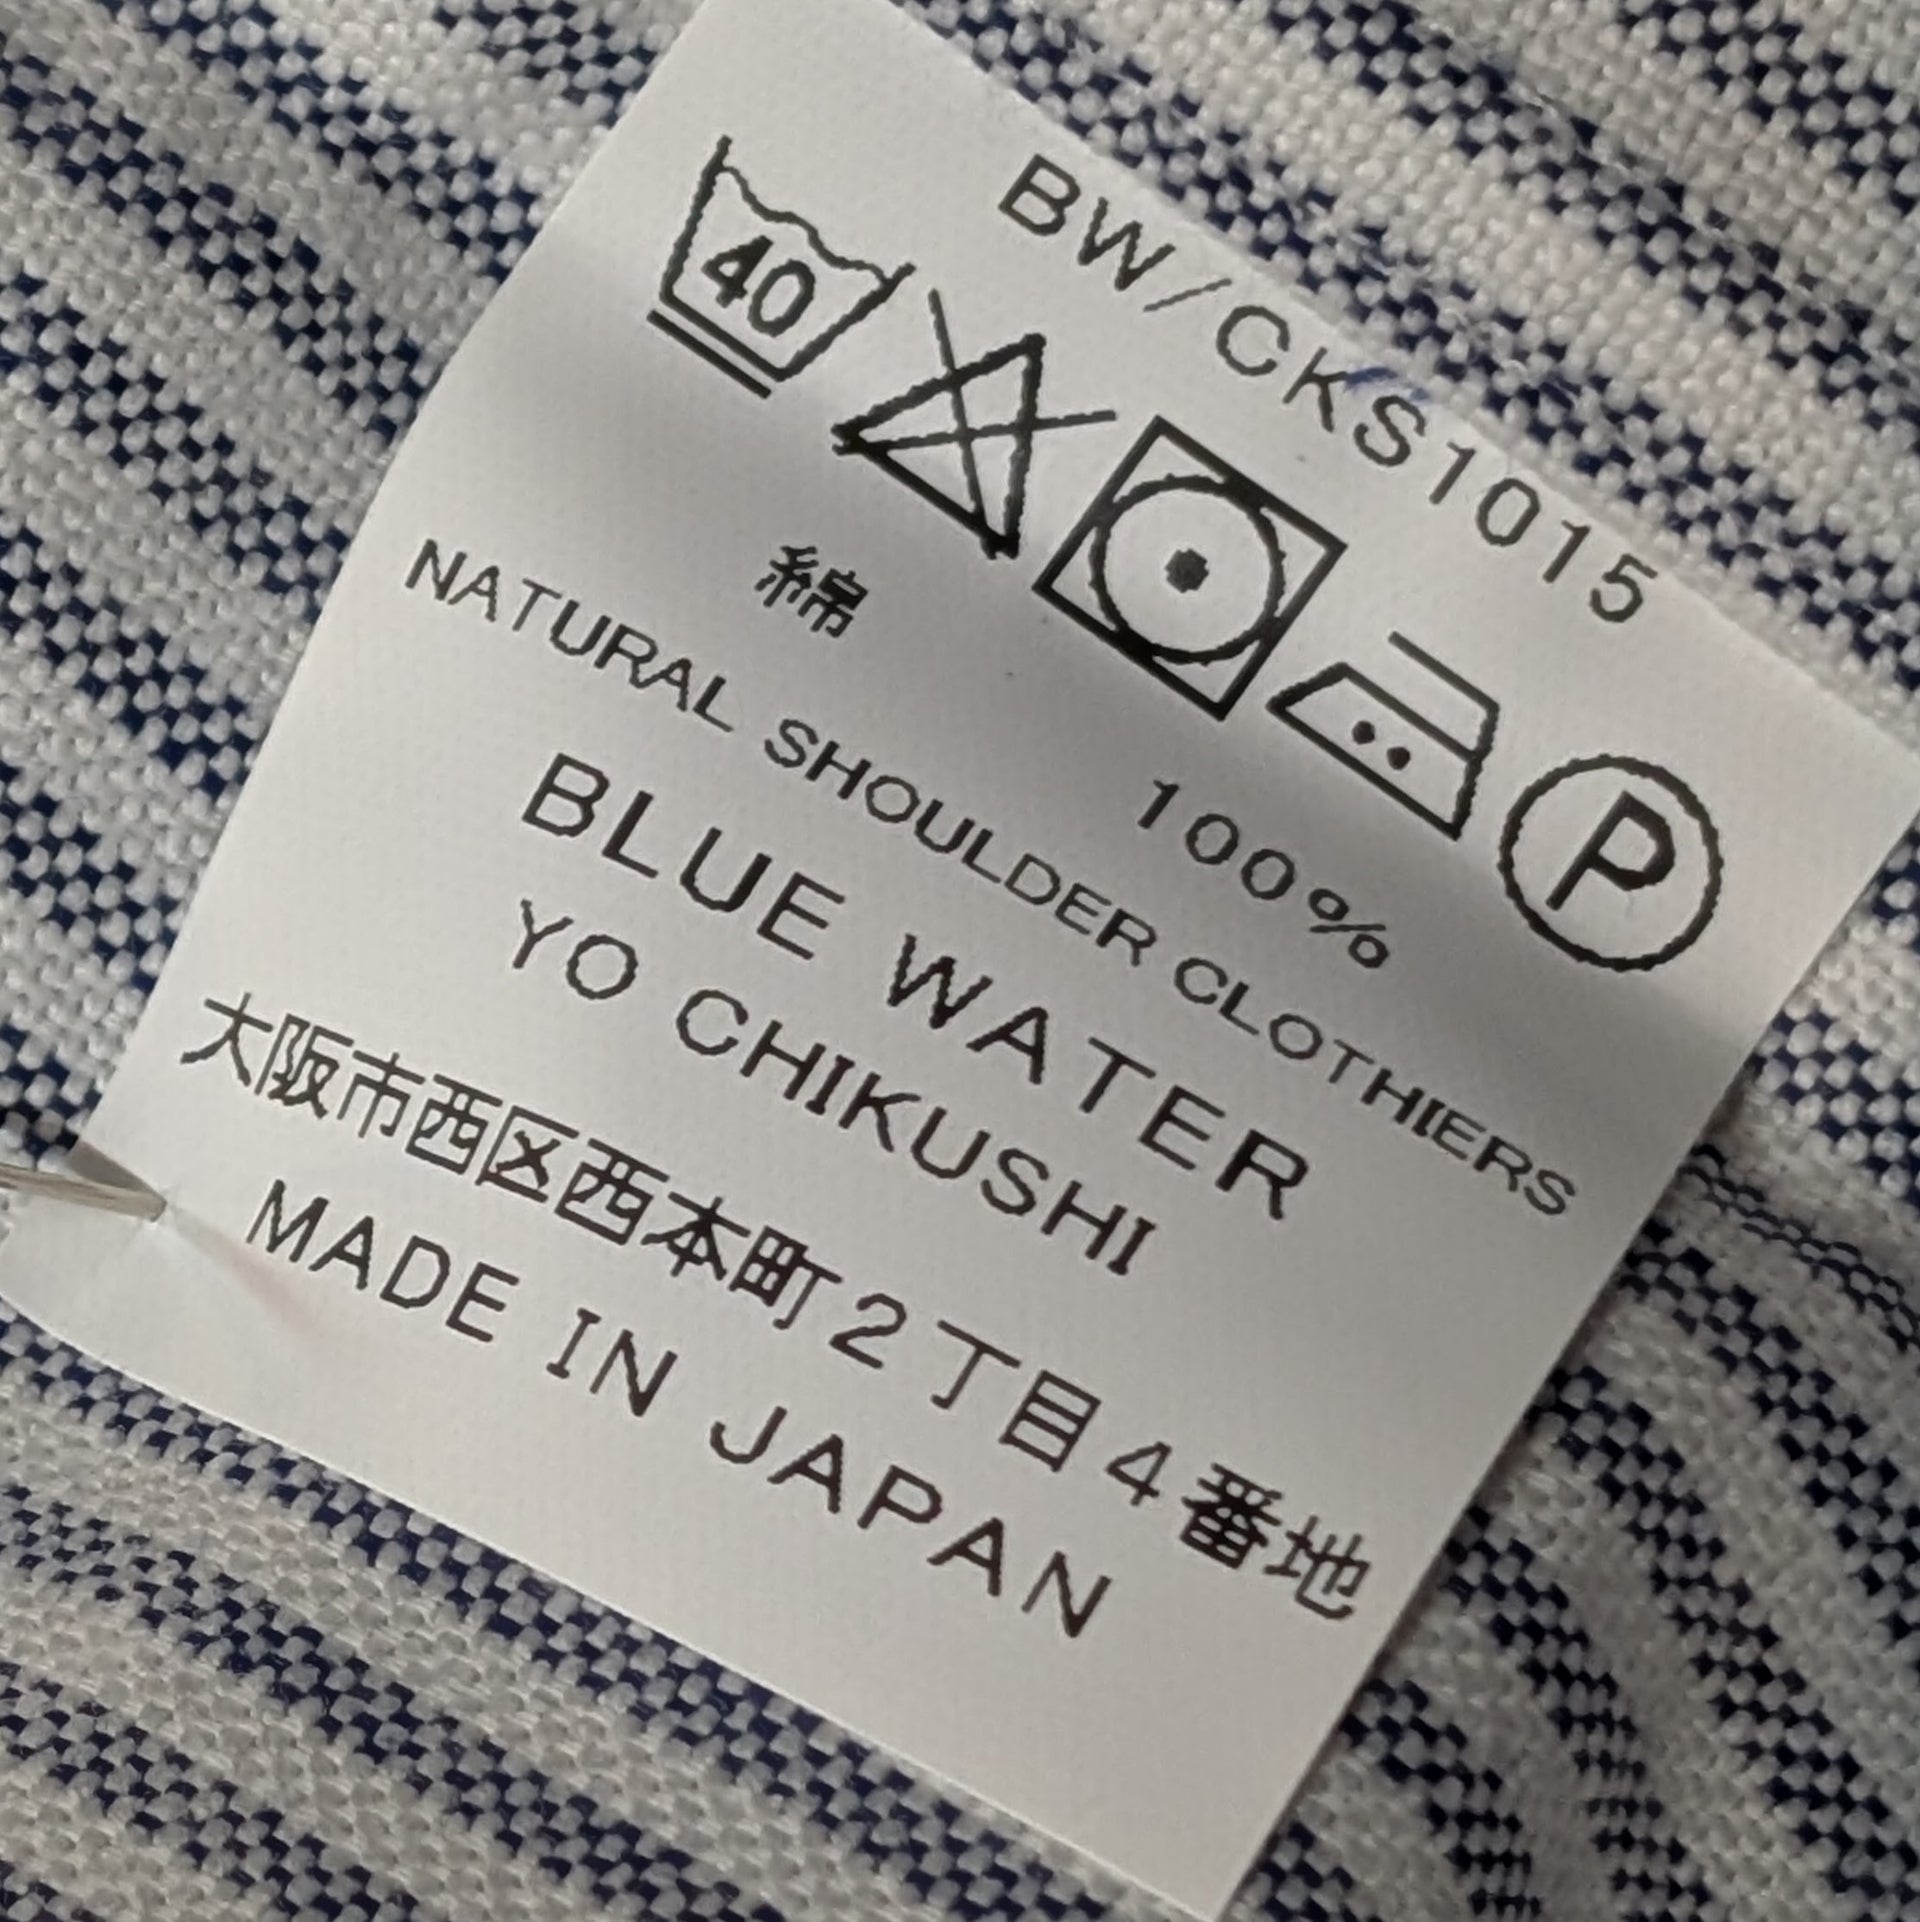 BW/CKS1015
40
P
綿 100%
NATURAL SHOULDER CLOTHIERS
BLUE WATER
YO CHIKUSHI
大阪市西区西本町2丁目4番地
MADE IN JAPAN